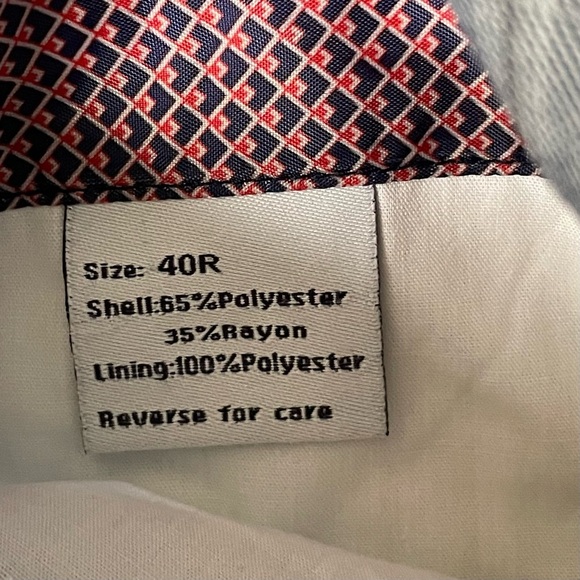 Size: 40R
Shell:65%Polyester
35%Rayon
Lining:100%Polyester
Reverse for care